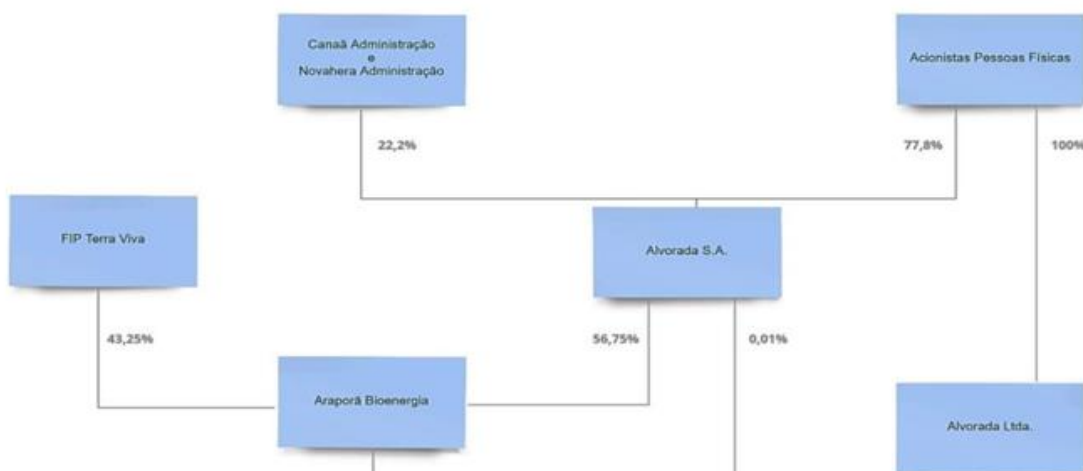 Canaã Administração
e
Novahera Administração
Acionistas Pessoas Físicas
22,2%
77,8%
100%
FIP Terra Viva
Alvorada S.A.
43,25%
56,75%
0,01%
Araporã Bioenergia
Alvorada Ltda.